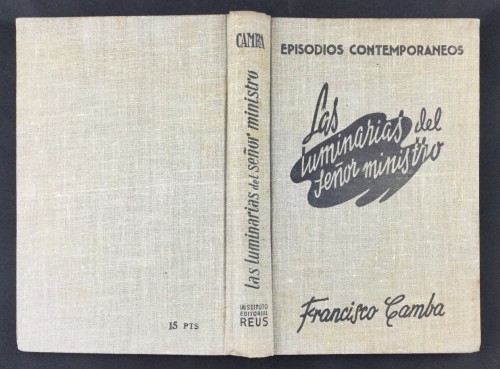 15 PTS
CAMBA
las luminarias del señor ministro
INSTITUTO
EDITORIAL
REUS
EPISODIOS CONTEMPORANEOS
Las
luminarias del
señor ministro
Francisco Camba